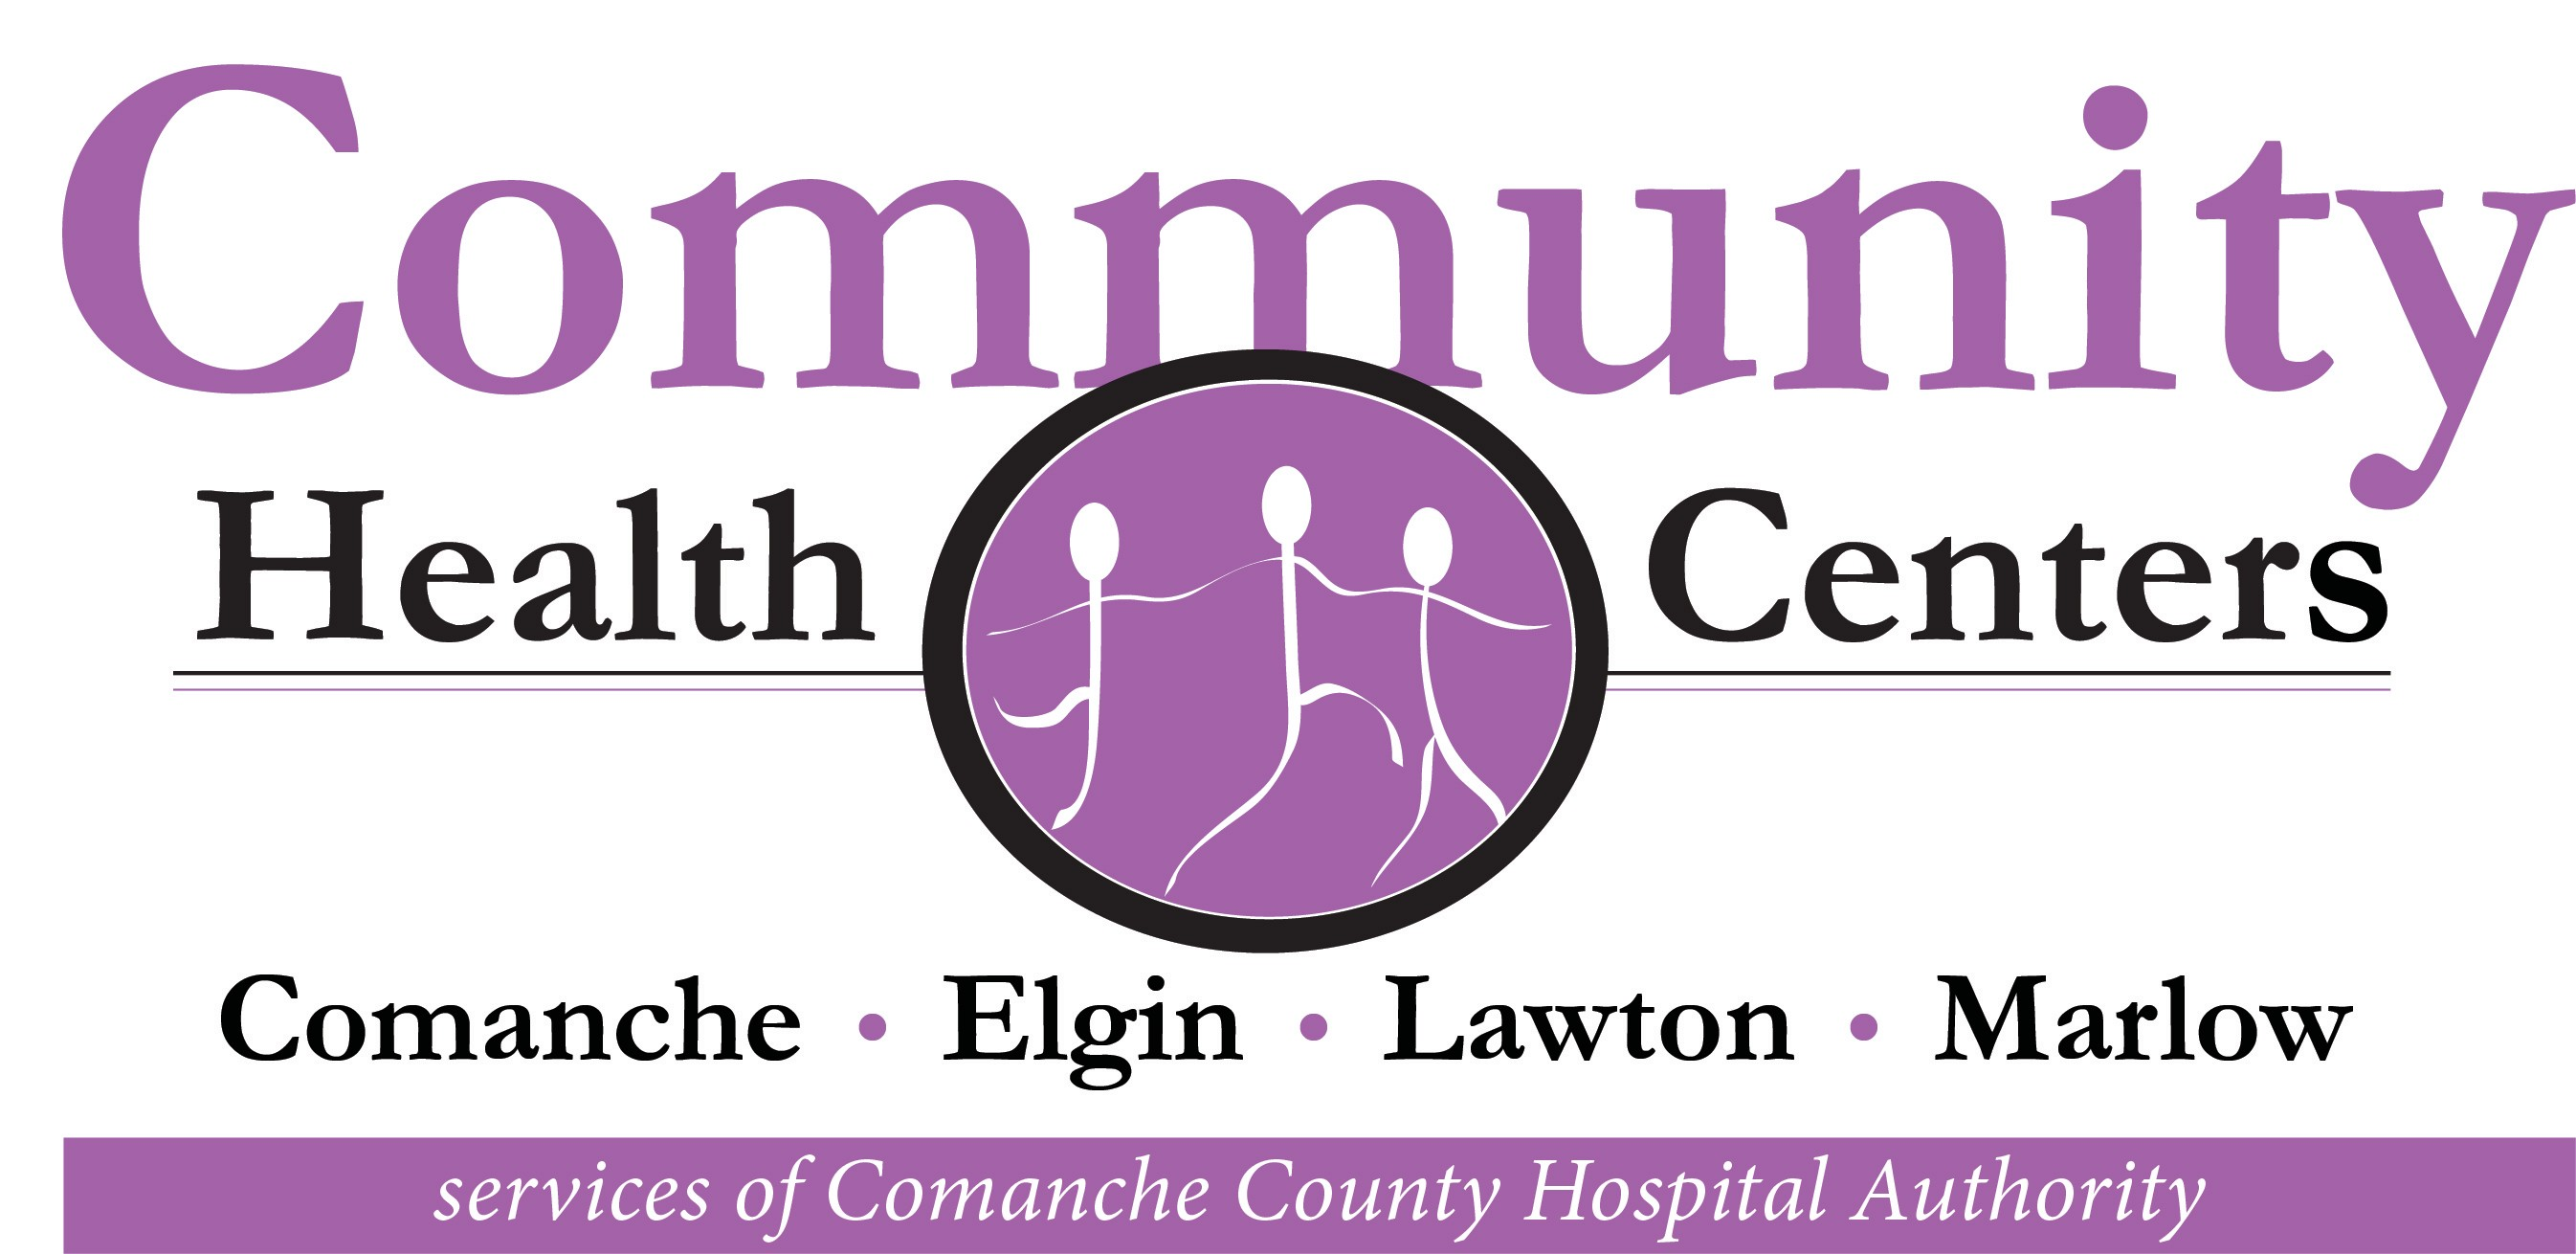 Community
Health Centers
Comanche • Elgin • Lawton • Marlow
services of Comanche County Hospital Authority